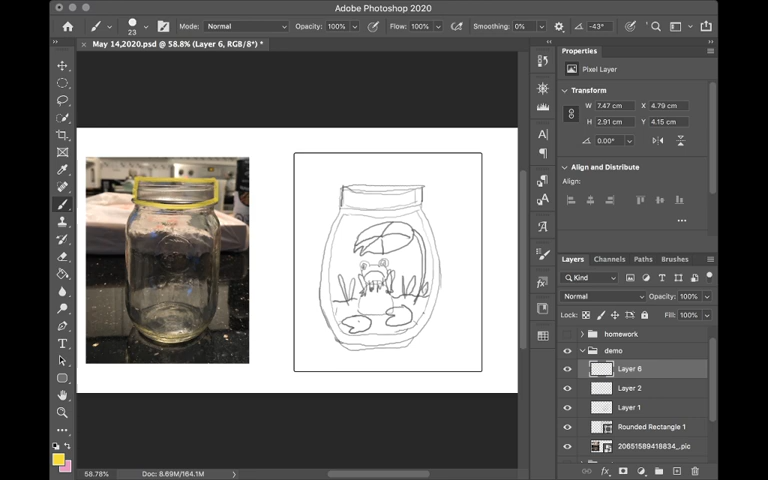 Adobe Photoshop 2020
23
Mode: Normal
Opacity: 100%
Flow: 100%
Smoothing: 0%
-43°
May 14,2020.psd @ 58.8% (Layer 6, RGB/8*) *
Properties
Pixel Layer
Transform
W 7.47 cm X 4.79 cm
H 2.91 cm Y 4.15 cm
0.00°
Align and Distribute
Align:
Layers Channels Paths Brushes
Kind
Normal Opacity: 100%
Lock: Fill: 100%
homework
demo
Layer 6
Layer 2
Layer 1
Rounded Rectangle 1
20651589418834_.pic
58.78% Doc: 8.69M/164.1M